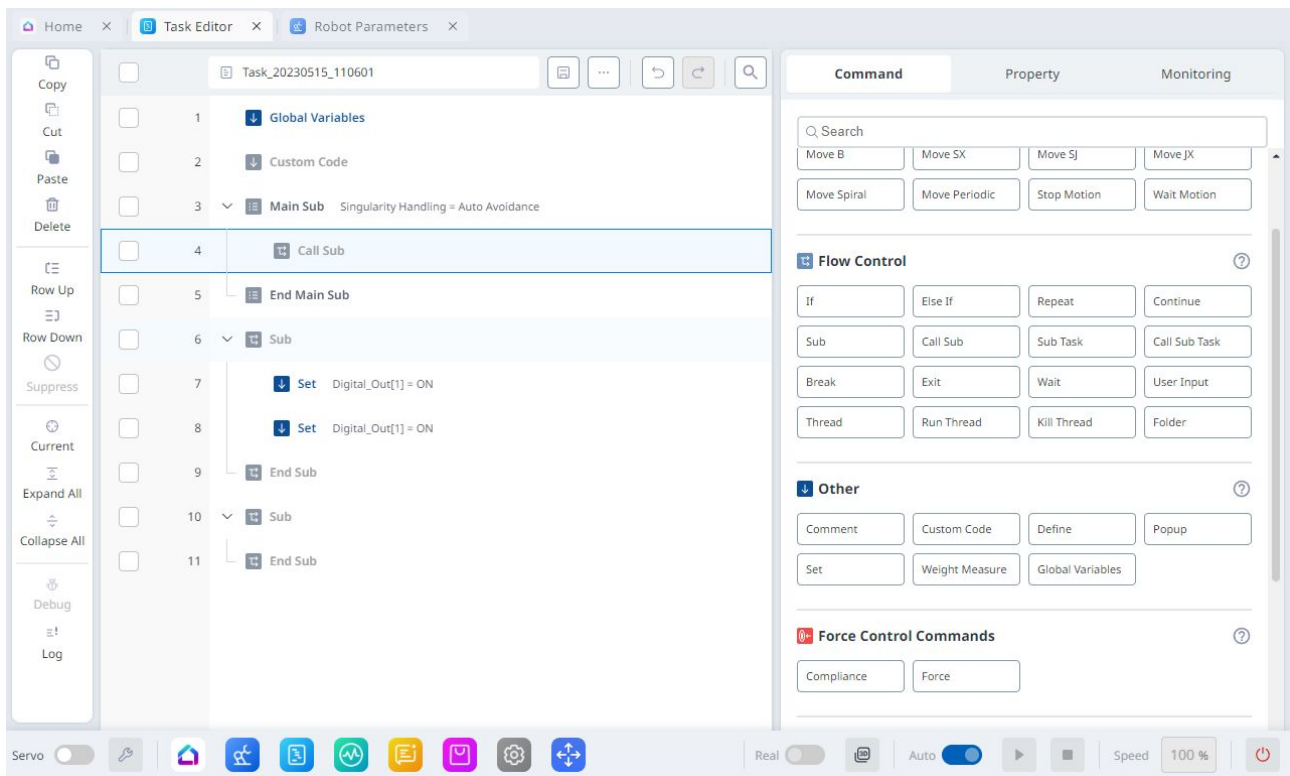 Home
Task Editor
Robot Parameters
Copy
Cut
Paste
Delete
Row Up
Row Down
Suppress
Current
Expand All
Collapse All
Debug
Log
Task_20230515_110601
1 Global Variables
2 Custom Code
3 Main Sub Singularity Handling = Auto Avoidance
4 Call Sub
5 End Main Sub
6 Sub
7 Set Digital_Out[1] = ON
8 Set Digital_Out[1] = ON
9 End Sub
10 Sub
11 End Sub
Command Property Monitoring
Search
Move B Move SX Move SJ Move JX
Move Spiral Move Periodic Stop Motion Wait Motion
Flow Control
If Else If Repeat Continue
Sub Call Sub Sub Task Call Sub Task
Break Exit Wait User Input
Thread Run Thread Kill Thread Folder
Other
Comment Custom Code Define Popup
Set Weight Measure Global Variables
Force Control Commands
Compliance Force
Servo
Real 3D Auto Speed 100 %